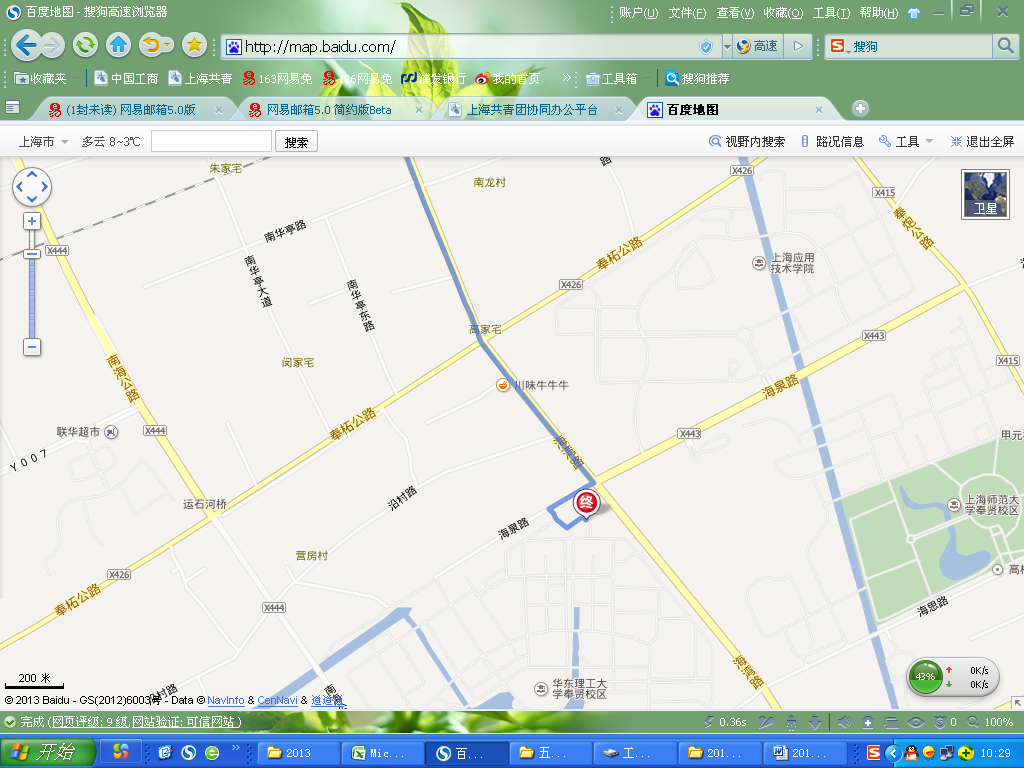 百度地图 - 搜狗高速浏览器
账户(U) 文件(F) 查看(V) 收藏(O) 工具(T) 帮助(H)
http://map.baidu.com/
高速
搜狗
收藏夹
中国工商
上海共青
163网易免
126网易免
浦发银行
我的首页
»
工具箱
搜狗推荐
(1封未读) 网易邮箱5.0版
网易邮箱5.0 简约版Beta
上海共青团协同办公平台
百度地图
上海市
多云 8~3℃
搜索
视野内搜索
路况信息
工具
退出全屏
朱家宅
南龙村
路
X426
X415
卫星
奉炮公路
南华亭路
X444
奉柘公路
上海应用
技术学院
南华亭大道
南华亭东路
X426
高家宅
X443
南海公路
闵家宅
X415
川味牛牛牛
海泉路
奉柘公路
联华超市
X444
X443
Y007
海湾路
沿村路
终
运石河桥
上海师范大
学奉贤校区
海泉路
营房村
X426
奉柘公路
X444
海思路
海湾路
200 米
华东理工大
学奉贤校区
43%
0K/s
0K/s
© 2013 Baidu - GS(2012)6003号 - Data © NavInfo & CenNavi & 道道通
完成 (网页评级: 9 级,网站验证: 可信网站)
0.36s
0
100%
开始
»
2013
Mic...
百...
五...
工...
201...
201...
10:29